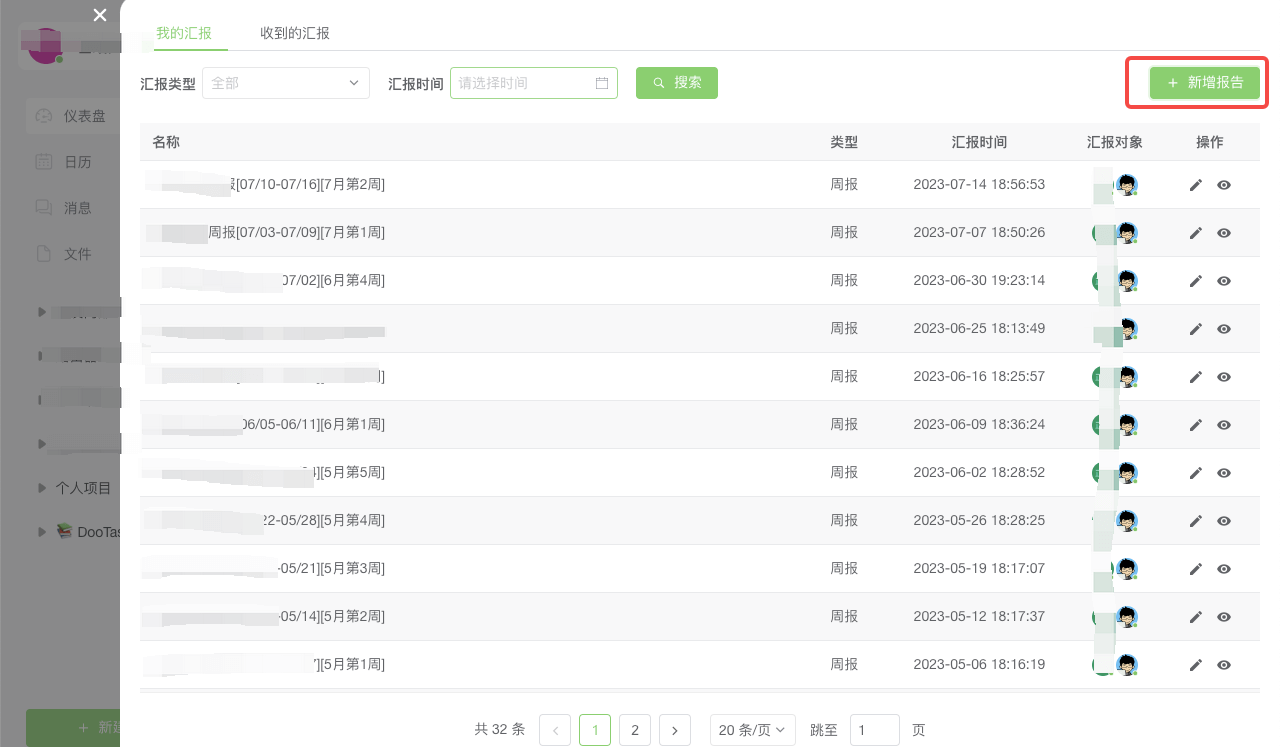 我的汇报 收到的汇报
汇报类型 全部 汇报时间 请选择时间 搜索 + 新增报告
仪表盘
日历
消息
文件
个人项目
DooTas
+ 新建
名称 类型 汇报时间 汇报对象 操作
[07/10-07/16][7月第2周] 周报 2023-07-14 18:56:53
周报[07/03-07/09][7月第1周] 周报 2023-07-07 18:50:26
07/02][6月第4周] 周报 2023-06-30 19:23:14
周报 2023-06-25 18:13:49
周报 2023-06-16 18:25:57
06/05-06/11][6月第1周] 周报 2023-06-09 18:36:24
][5月第5周] 周报 2023-06-02 18:28:52
22-05/28][5月第4周] 周报 2023-05-26 18:28:25
-05/21][5月第3周] 周报 2023-05-19 18:17:07
-05/14][5月第2周] 周报 2023-05-12 18:17:37
][5月第1周] 周报 2023-05-06 18:16:19
共 32 条 < 1 2 > 20 条/页 跳至 1 页